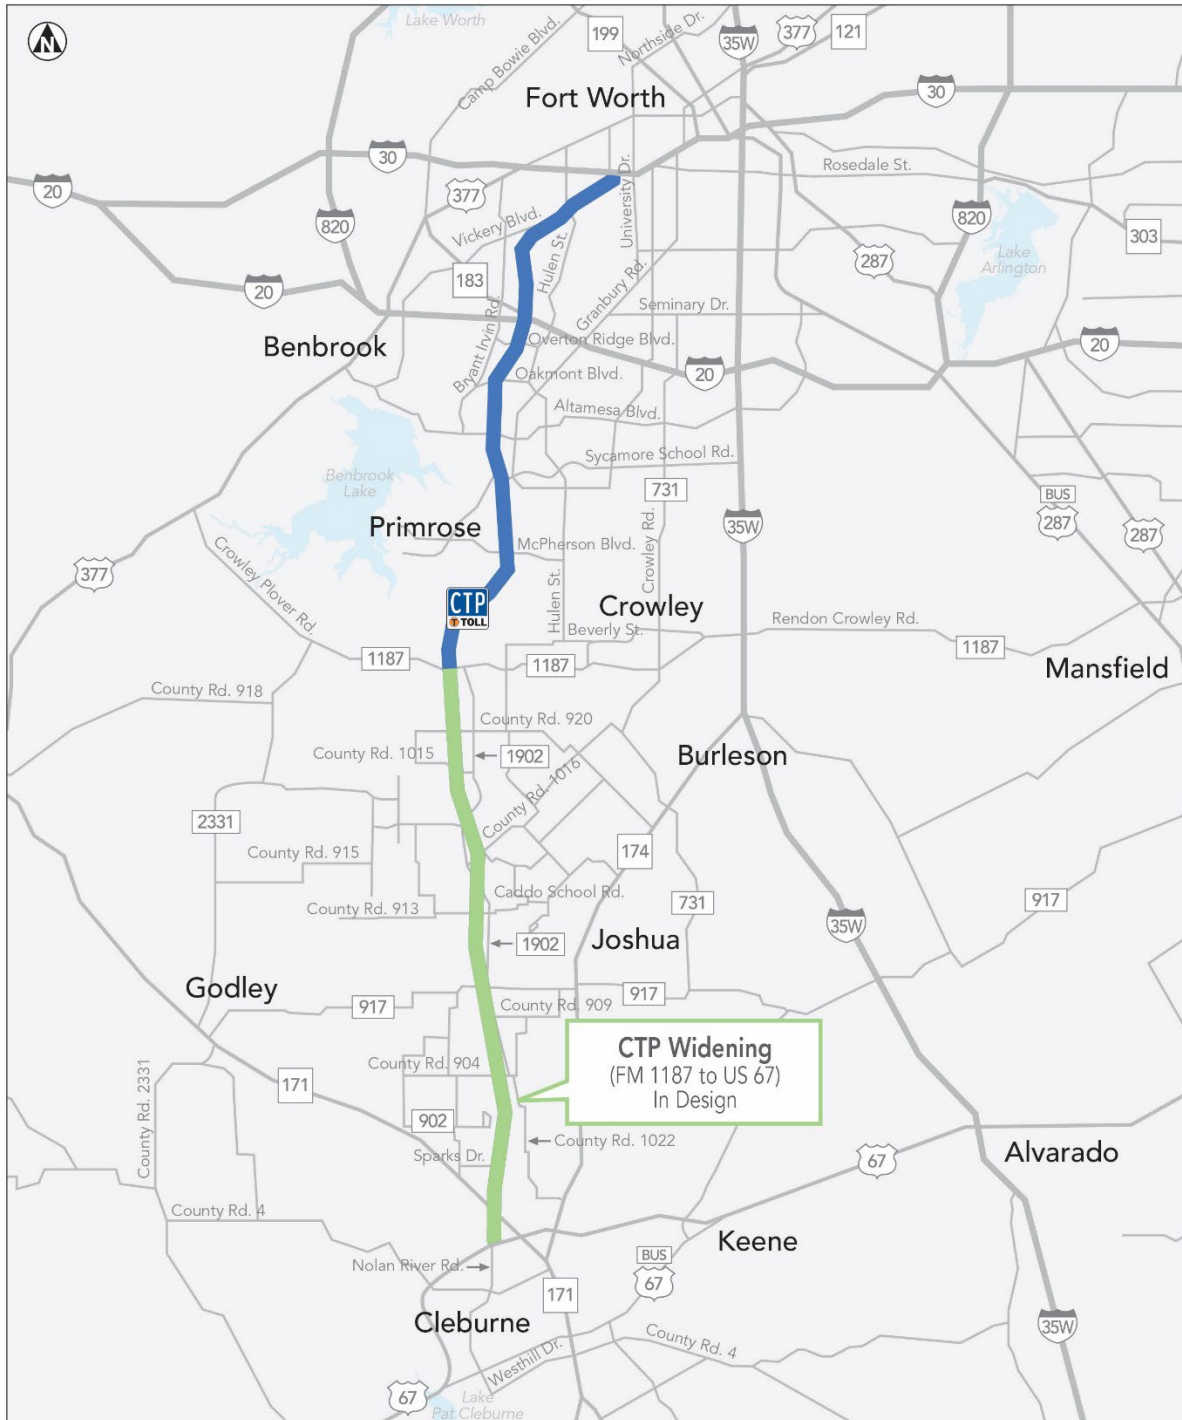 Lake Worth
Camp Bowie Blvd.
199
Northside Dr.
35W
377
121
N
Fort Worth
30
30
20
377
University Dr.
Rosedale St.
820
Vickery Blvd.
820
303
183
Hulen St.
Granbury Rd.
287
Lake
Arlington
20
Seminary Dr.
Benbrook
Bryant Irvin Rd.
Overton Ridge Blvd.
20
Oakmont Blvd.
20
Altamesa Blvd.
Sycamore School Rd.
Benbrook
Lake
731
BUS
287
287
Primrose
35W
McPherson Blvd.
Crowley Rd.
377
Crowley Plover Rd.
CTP
T TOLL
Hulen St.
Crowley
Beverly St.
Rendon Crowley Rd.
1187
1187
1187
Mansfield
County Rd. 918
County Rd. 920
County Rd. 1015
1902
Burleson
County Rd. 1016
2331
174
County Rd. 915
Caddo School Rd.
County Rd. 913
731
917
35W
1902
Joshua
Godley
917
917
County Rd. 909
CTP Widening
(FM 1187 to US 67)
In Design
County Rd. 904
171
County Rd. 2331
902
County Rd. 1022
Sparks Dr.
67
Alvarado
County Rd. 4
Keene
Nolan River Rd.
BUS
67
171
Cleburne
35W
County Rd. 4
Westhill Dr.
67
Lake
Pat Cleburne